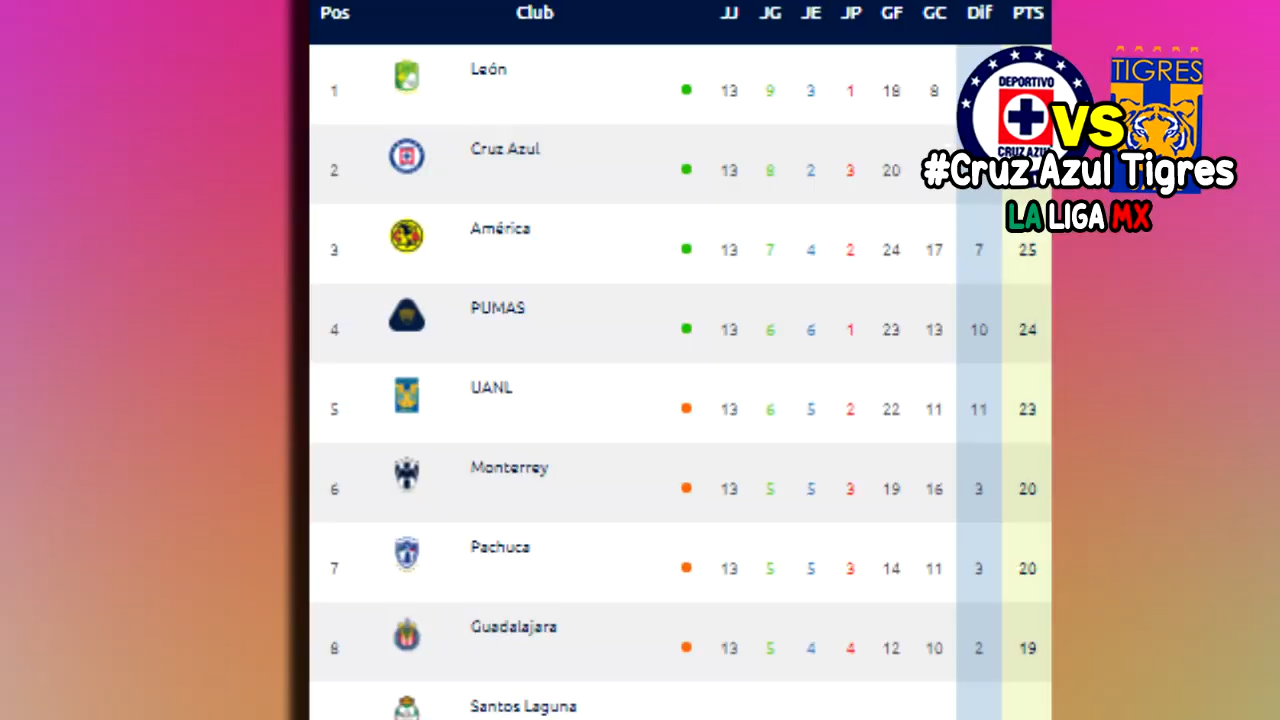 Pos Club JJ JG JE JP GF GC Dif PTS
1 León 13 9 3 1 18 8
2 Cruz Azul 13 8 2 3 20
3 América 13 7 4 2 24 17 7 25
4 PUMAS 13 6 6 1 23 13 10 24
5 UANL 13 6 5 2 22 11 11 23
6 Monterrey 13 5 5 3 19 16 3 20
7 Pachuca 13 5 5 3 14 11 3 20
8 Guadalajara 13 5 4 4 12 10 2 19
Santos Laguna
DEPORTIVO
CRUZ AZUL
TIGRES
VS
#Cruz Azul Tigres
LA LIGA MX